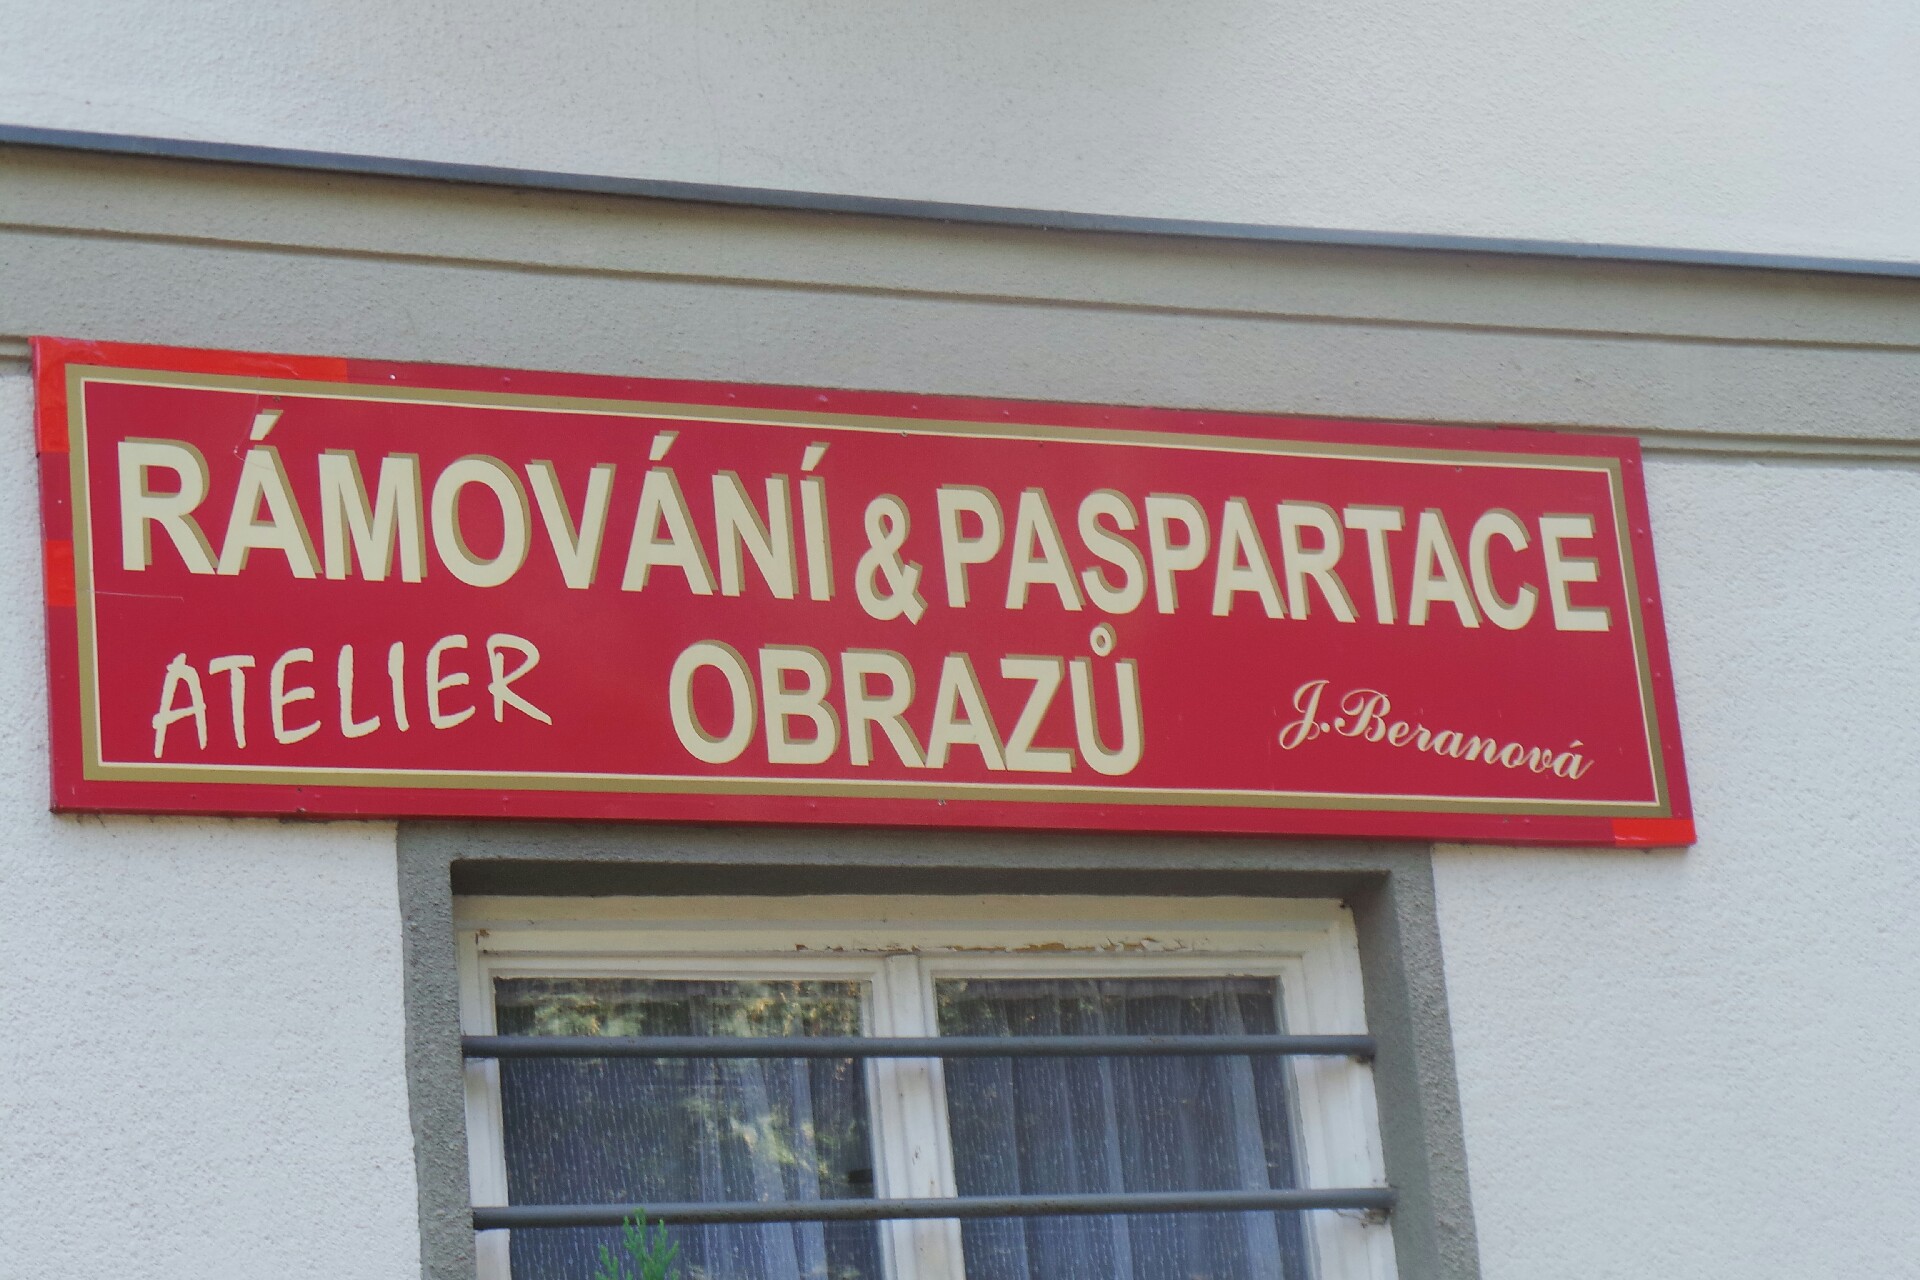 RÁMOVÁNÍ & PASPARTACE
ATELIER OBRAZŮ J. Beranová